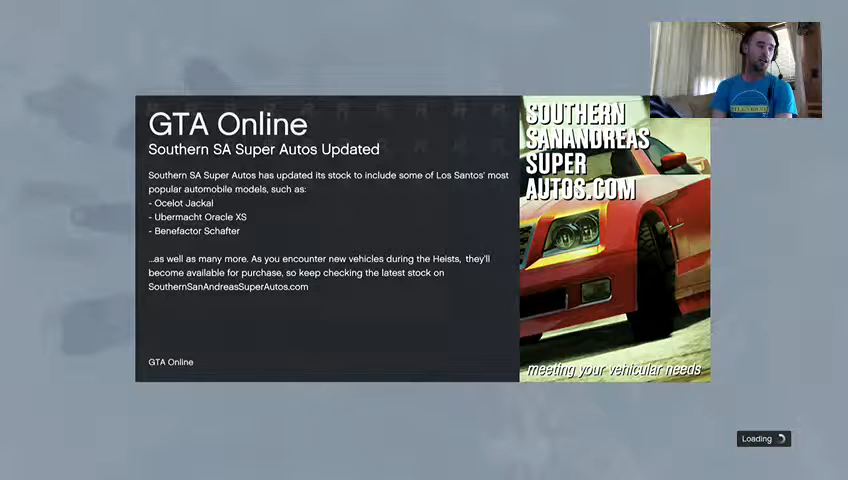 GTA Online
Southern SA Super Autos Updated
Southern SA Super Autos has updated its stock to include some of Los Santos' most
popular automobile models, such as:
- Ocelot Jackal
- Ubermacht Oracle XS
- Benefactor Schafter
...as well as many more. As you encounter new vehicles during the Heists, they'll
become available for purchase, so keep checking the latest stock on
SouthernSanAndreasSuperAutos.com
GTA Online
SOUTHERN
SANANDREAS
SUPER
AUTOS.COM
meeting your vehicular needs
Loading